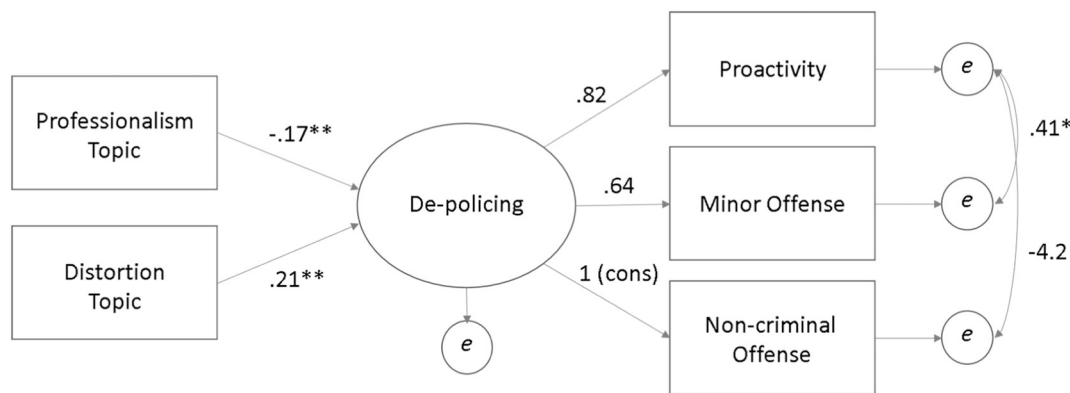 Professionalism
Topic
Distortion
Topic
-.17**
.21**
De-policing
e
.82
.64
1 (cons)
Proactivity
Minor Offense
Non-criminal
Offense
e
e
e
.41*
-4.2